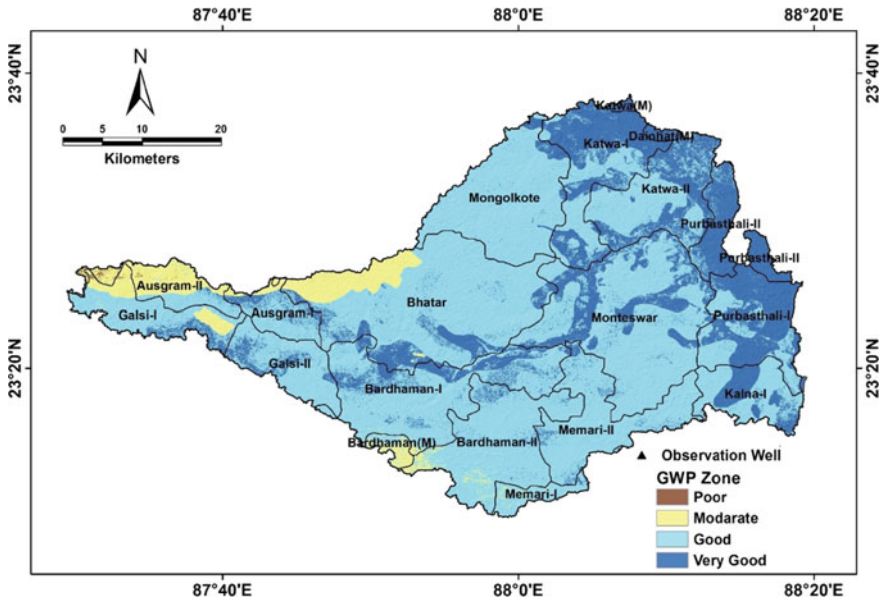 87°40'E 88°0'E 88°20'E
23°40'N
23°40'N
N
0 5 10 20
Kilometers
Katwa(M)
Dainhat(M)
Katwa-I
Katwa-II
Mongolkote
Purbasthali-II
Purbasthali-II
Ausgram-II
Bhatar
Galsi-I
Ausgram-I
Monteswar
Purbasthali-I
23°20'N
23°20'N
Galsi-II
Bardhaman-I
Kalna-I
Memari-II
Bardhaman(M)
Bardhaman-II
Memari-I
Observation Well
GWP Zone
Poor
Modarate
Good
Very Good
87°40'E 88°0'E 88°20'E